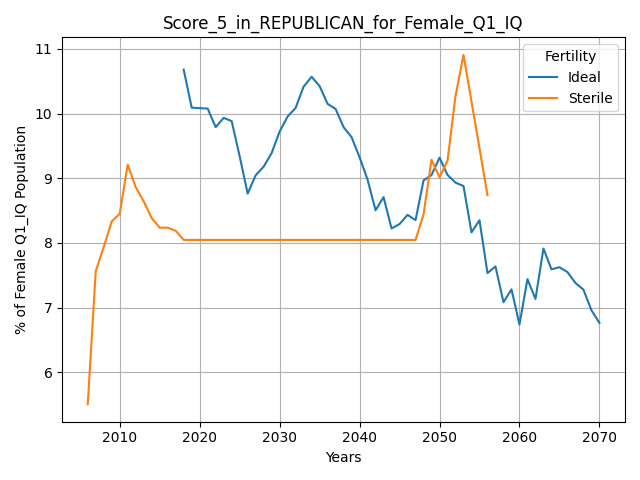 Score_5_in_REPUBLICAN_for_Female_Q1_IQ
% of Female Q1_IQ Population
11
10
9
8
7
6
Fertility
Ideal
Sterile
2010 2020 2030 2040 2050 2060 2070
Years